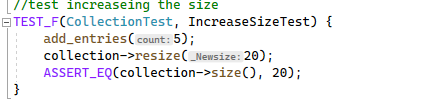 //test increaseing the size
TEST_F(CollectionTest, IncreaseSizeTest) {
add_entries(count:5);
collection->resize(_Newsize:20);
ASSERT_EQ(collection->size(), 20);
}